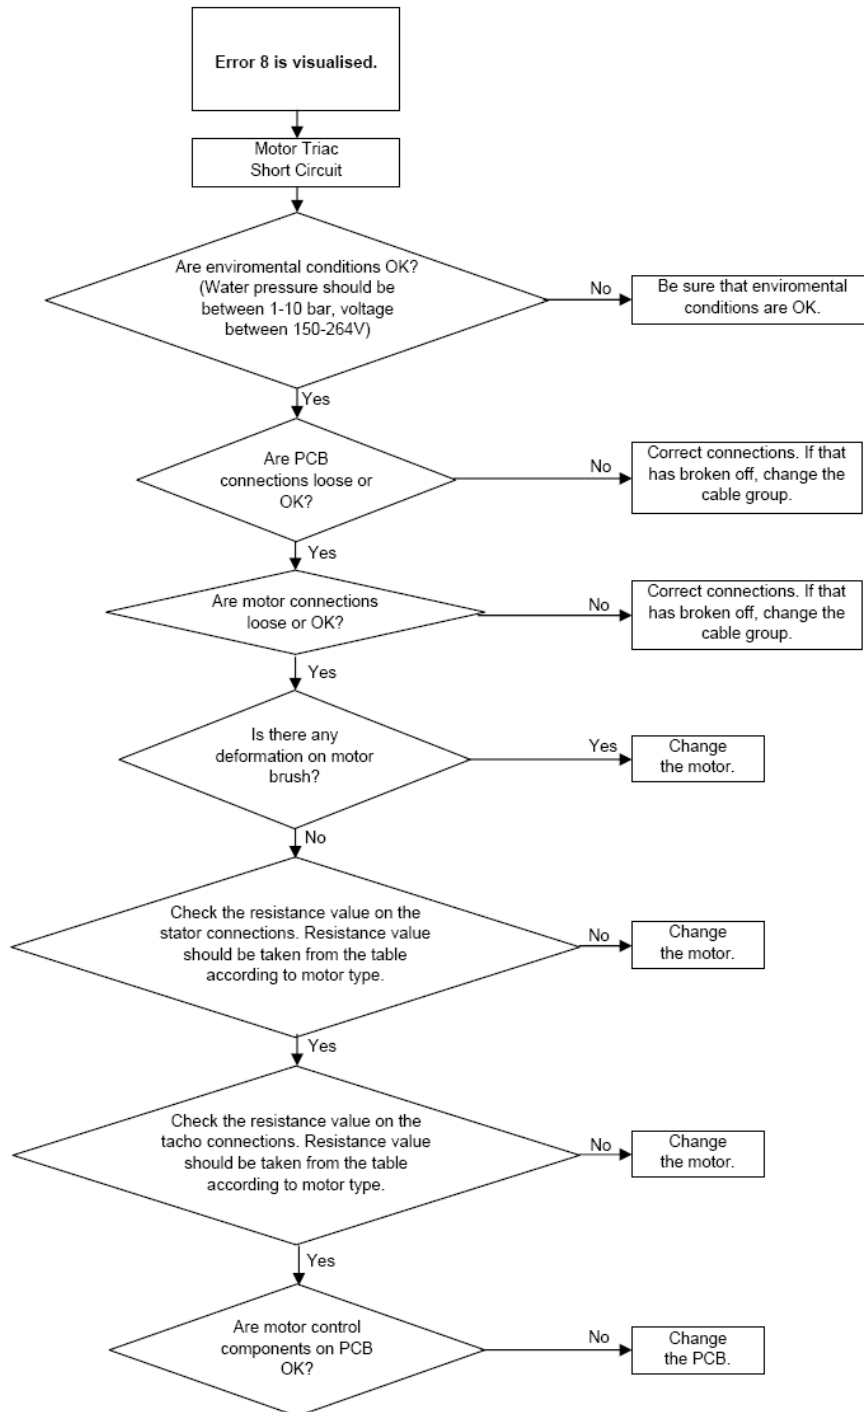 Error 8 is visualised.
Motor Triac
Short Circuit
Are enviromental conditions OK?
(Water pressure should be
between 1-10 bar, voltage
between 150-264V)
No
Be sure that enviromental
conditions are OK.
Yes
Are PCB
connections loose or
OK?
No
Correct connections. If that
has broken off, change the
cable group.
Yes
Are motor connections
loose or OK?
No
Correct connections. If that
has broken off, change the
cable group.
Yes
Is there any
deformation on motor
brush?
Yes
Change
the motor.
No
Check the resistance value on the
stator connections. Resistance value
should be taken from the table
according to motor type.
No
Change
the motor.
Yes
Check the resistance value on the
tacho connections. Resistance value
should be taken from the table
according to motor type.
No
Change
the motor.
Yes
Are motor control
components on PCB
OK?
No
Change
the PCB.